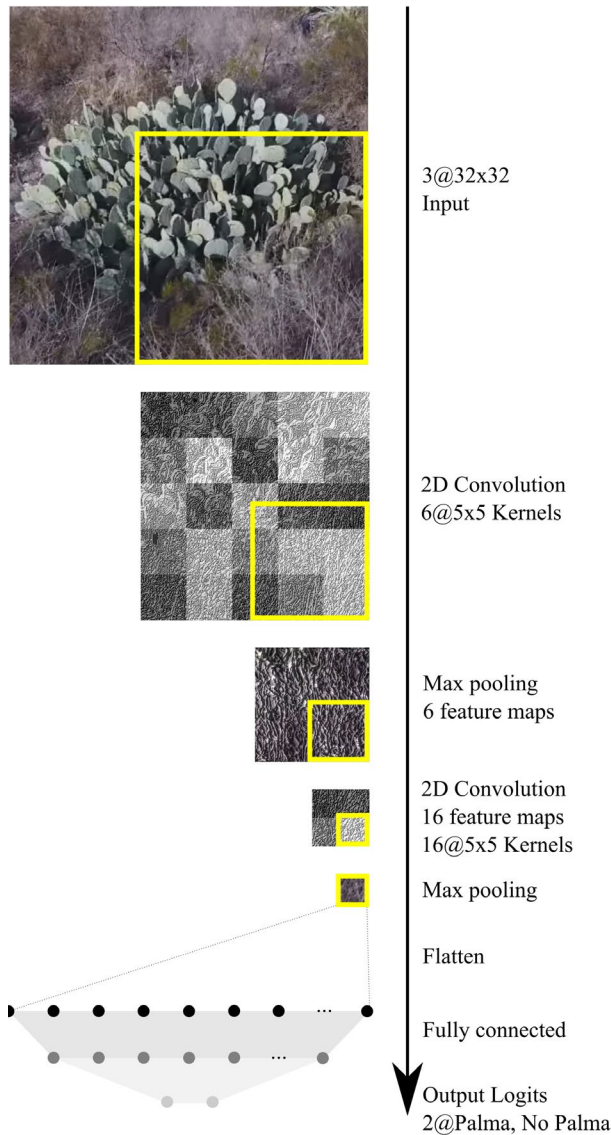 3@32x32
Input
2D Convolution
6@5x5 Kernels
Max pooling
6 feature maps
2D Convolution
16 feature maps
16@5x5 Kernels
Max pooling
Flatten
...
Fully connected
...
Output Logits
2@Palma, No Palma